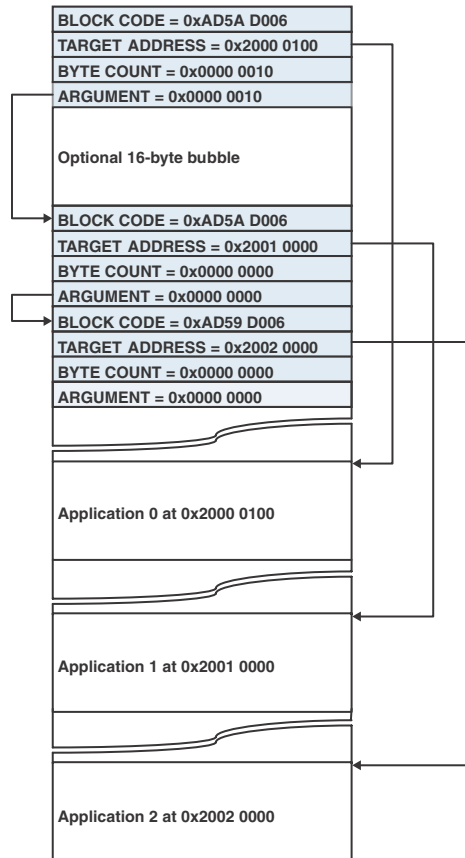 BLOCK CODE = 0xAD5A D006
TARGET ADDRESS = 0x2000 0100
BYTE COUNT = 0x0000 0010
ARGUMENT = 0x0000 0010
Optional 16-byte bubble
BLOCK CODE = 0xAD5A D006
TARGET ADDRESS = 0x2001 0000
BYTE COUNT = 0x0000 0000
ARGUMENT = 0x0000 0000
BLOCK CODE = 0xAD59 D006
TARGET ADDRESS = 0x2002 0000
BYTE COUNT = 0x0000 0000
ARGUMENT = 0x0000 0000
Application 0 at 0x2000 0100
Application 1 at 0x2001 0000
Application 2 at 0x2002 0000